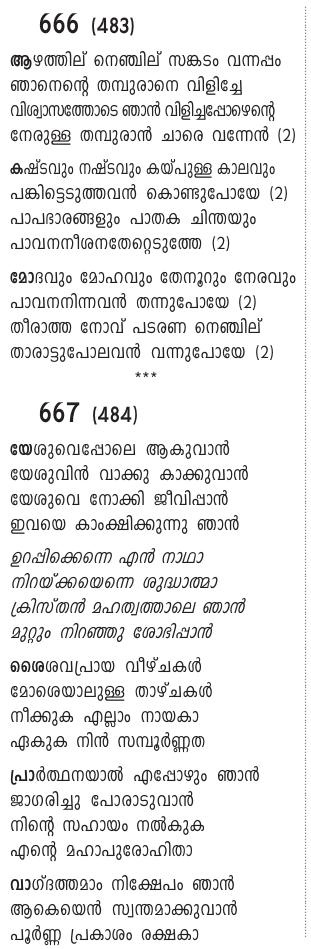 666 (483)
ആഴത്തില് നെഞ്ചില് സങ്കടം വന്നപ്പം
ഞാനെന്റെ തമ്പുരാനെ വിളിച്ചേ
വിശ്വാസത്തോടെ ഞാൻ വിളിച്ചപ്പോഴെന്റെ
നേരുള്ള തമ്പുരാൻ ചാരെ വന്നേൻ (2)
കഷ്ടവും നഷ്ടവും കയ്പുള്ള കാലവും
പങ്കിട്ടെടുത്തവൻ കൊണ്ടുപോയേ (2)
പാപഭാരങ്ങളും പാതക ചിന്തയും
പാവനനീശനതേറ്റെടുത്തേ (2)
മോദവും മോഹവും തേനൂറും നേരവും
പാവനനിന്നവൻ തന്നുപോയേ (2)
തീരാത്ത നോവ് പടരണ നെഞ്ചില്
താരാട്ടുപോലവൻ വന്നുപോയേ (2)
***
667 (484)
യേശുവെപ്പോലെ ആകുവാൻ
യേശുവിൻ വാക്കു കാക്കുവാൻ
യേശുവെ നോക്കി ജീവിപ്പാൻ
ഇവയെ കാംക്ഷിക്കുന്നു ഞാൻ
ഉറപ്പിക്കെന്നെ എൻ നാഥാ
നിറയ്ക്കയെന്നെ ശുദ്ധാത്മാ
ക്രിസ്തൻ മഹത്വത്താലെ ഞാൻ
മുറ്റും നിറഞ്ഞു ശോഭിപ്പാൻ
ശൈശവപ്രായ വീഴ്ചകൾ
മോശെയാലുള്ള താഴ്ചകൾ
നീക്കുക എല്ലാം നായകാ
ഏകുക നിൻ സമ്പൂർണ്ണത
പ്രാർത്ഥനയാൽ എപ്പോഴും ഞാൻ
ജാഗരിച്ചു പോരാടുവാൻ
നിന്റെ സഹായം നൽകുക
എന്റെ മഹാപുരോഹിതാ
വാഗ്ദത്തമാം നിക്ഷേപം ഞാൻ
ആകെയെൻ സ്വന്തമാക്കുവാൻ
പൂർണ്ണ പ്രകാശം രക്ഷകാ